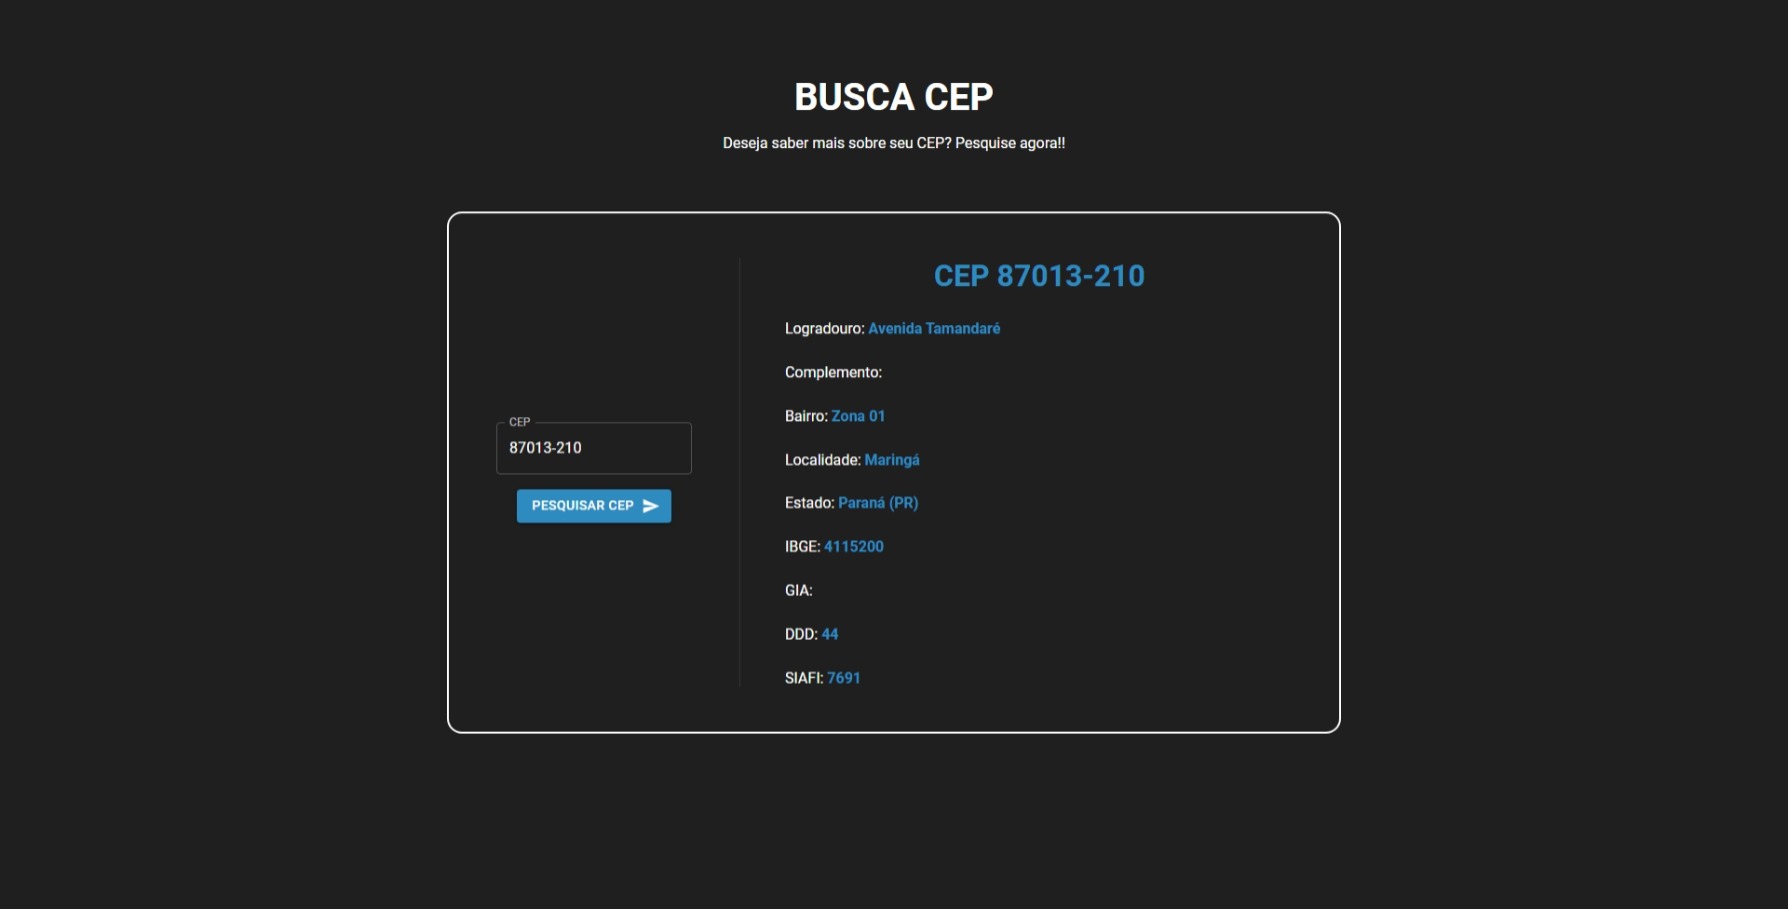 BUSCA CEP
Deseja saber mais sobre seu CEP? Pesquise agora!!
CEP
87013-210
PESQUISAR CEP
CEP 87013-210
Logradouro: Avenida Tamandaré
Complemento:
Bairro: Zona 01
Localidade: Maringá
Estado: Paraná (PR)
IBGE: 4115200
GIA:
DDD: 44
SIAFI: 7691